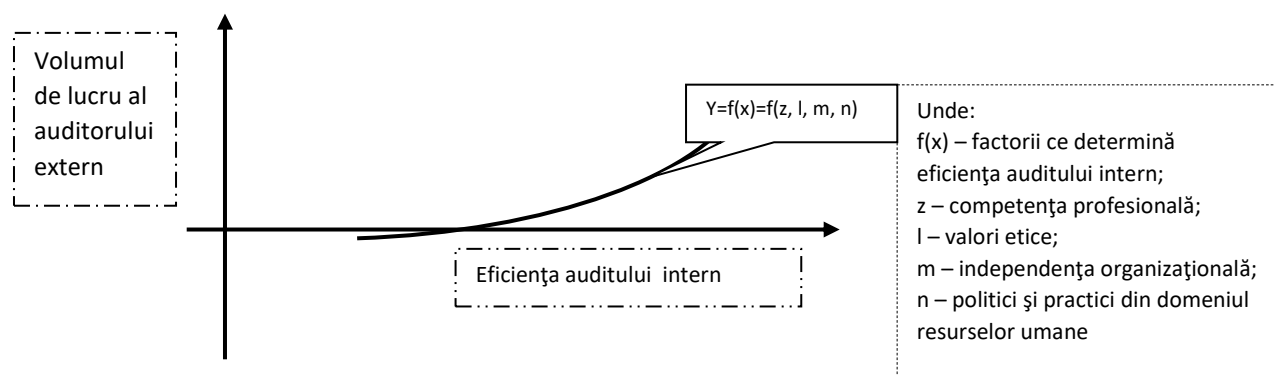 Volumul
de lucru al
auditorului
extern
Y=f(x)=f(z, l, m, n)
Eficienţa auditului  intern
Unde:
f(x) – factorii ce determină
eficienţa auditului intern;
z – competenţa profesională;
l – valori etice;
m – independenţa organizaţională;
n – politici şi practici din domeniul
resurselor umane